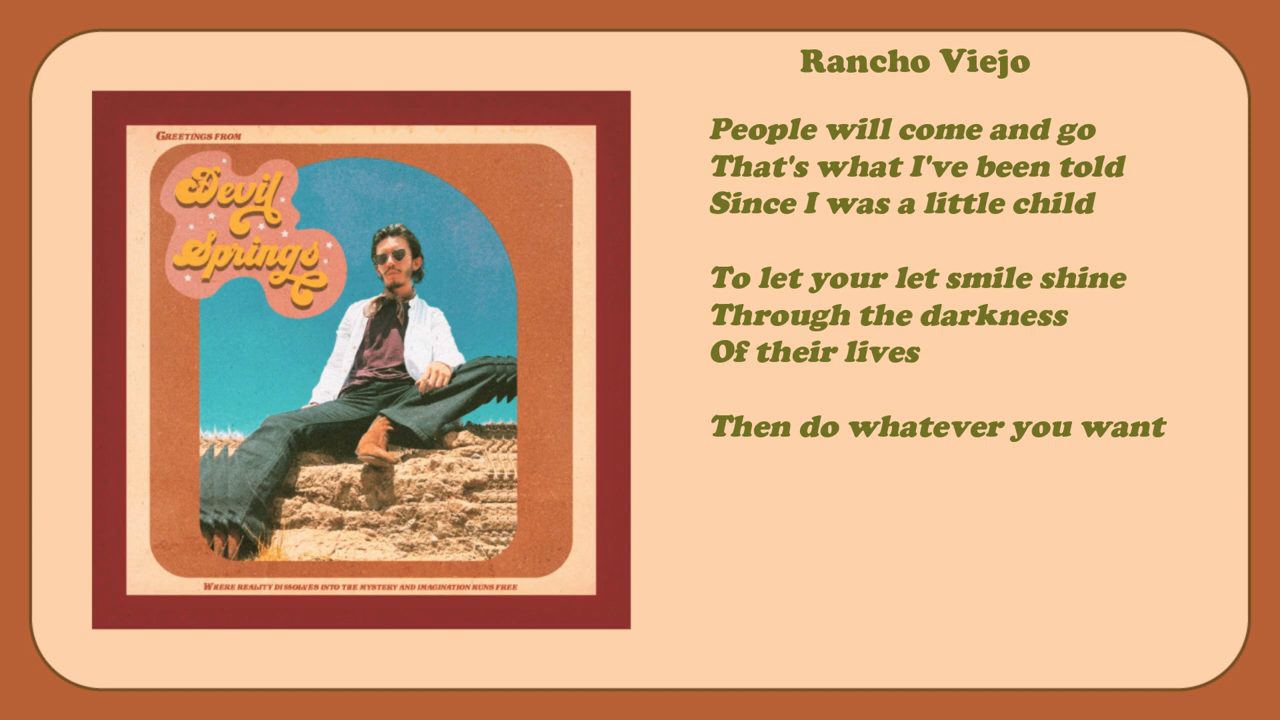 GREETINGS FROM
Devil
Springs
WHERE REALITY DISSOLVES INTO THE MYSTERY AND IMAGINATION RUNS FREE
Rancho Viejo
People will come and go
That's what I've been told
Since I was a little child
To let your let smile shine
Through the darkness
Of their lives
Then do whatever you want